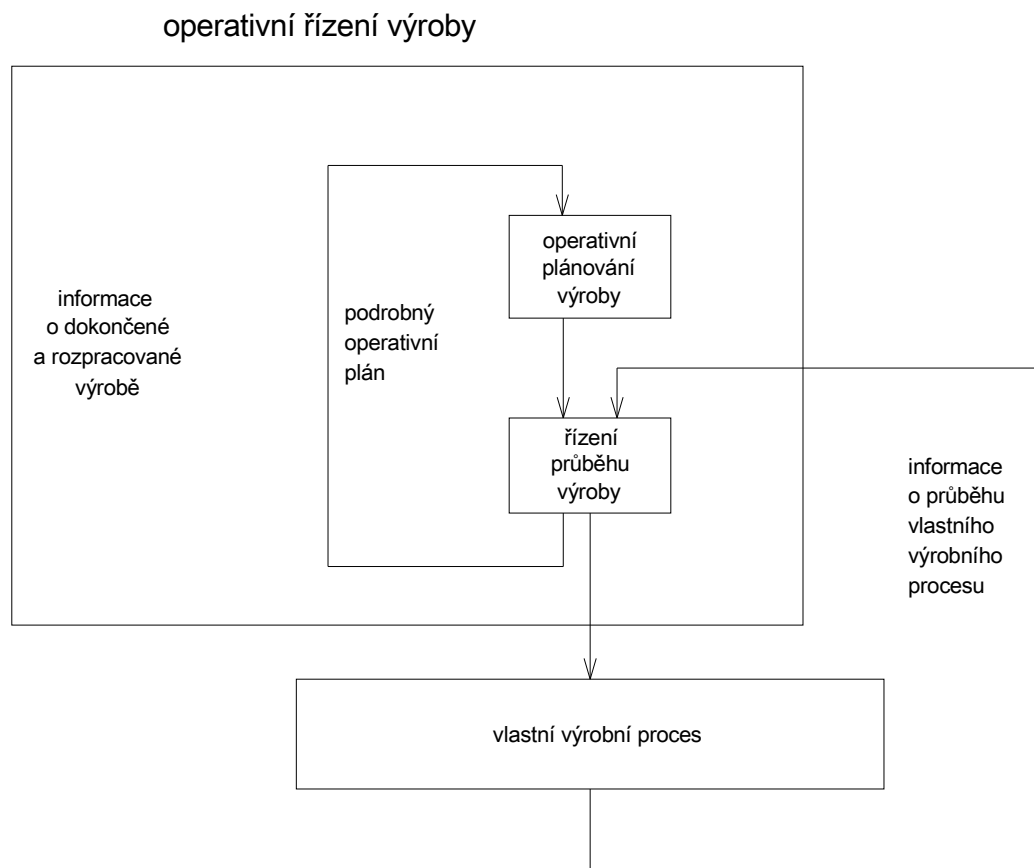 operativní řízení výroby
operativní
plánování
výroby
informace
o dokončené
a rozpracované
výrobě
podrobný
operativní
plán
řízení
průběhu
výroby
informace
o průběhu
vlastního
výrobního
procesu
vlastní výrobní proces